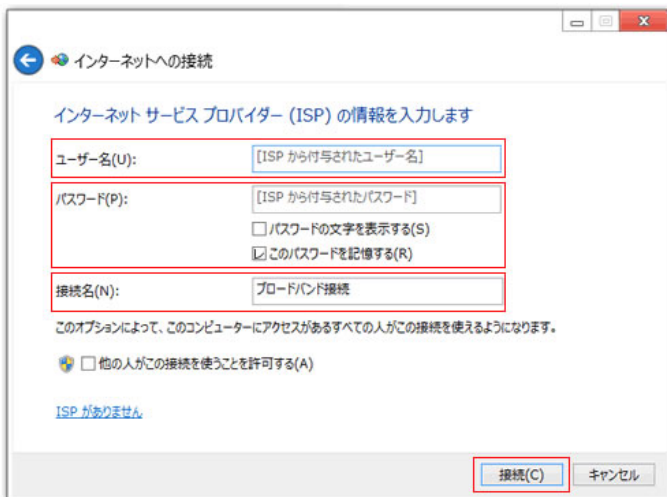 インターネットへの接続
インターネット サービス プロバイダー (ISP) の情報を入力します
ユーザー名(U): [ISP から付与されたユーザー名]
パスワード(P): [ISP から付与されたパスワード]
パスワードの文字を表示する(S)
このパスワードを記憶する(R)
接続名(N): ブロードバンド接続
このオプションによって、このコンピューターにアクセスがあるすべての人がこの接続を使えるようになります。
他の人がこの接続を使うことを許可する(A)
ISP がありません
接続(C) キャンセル